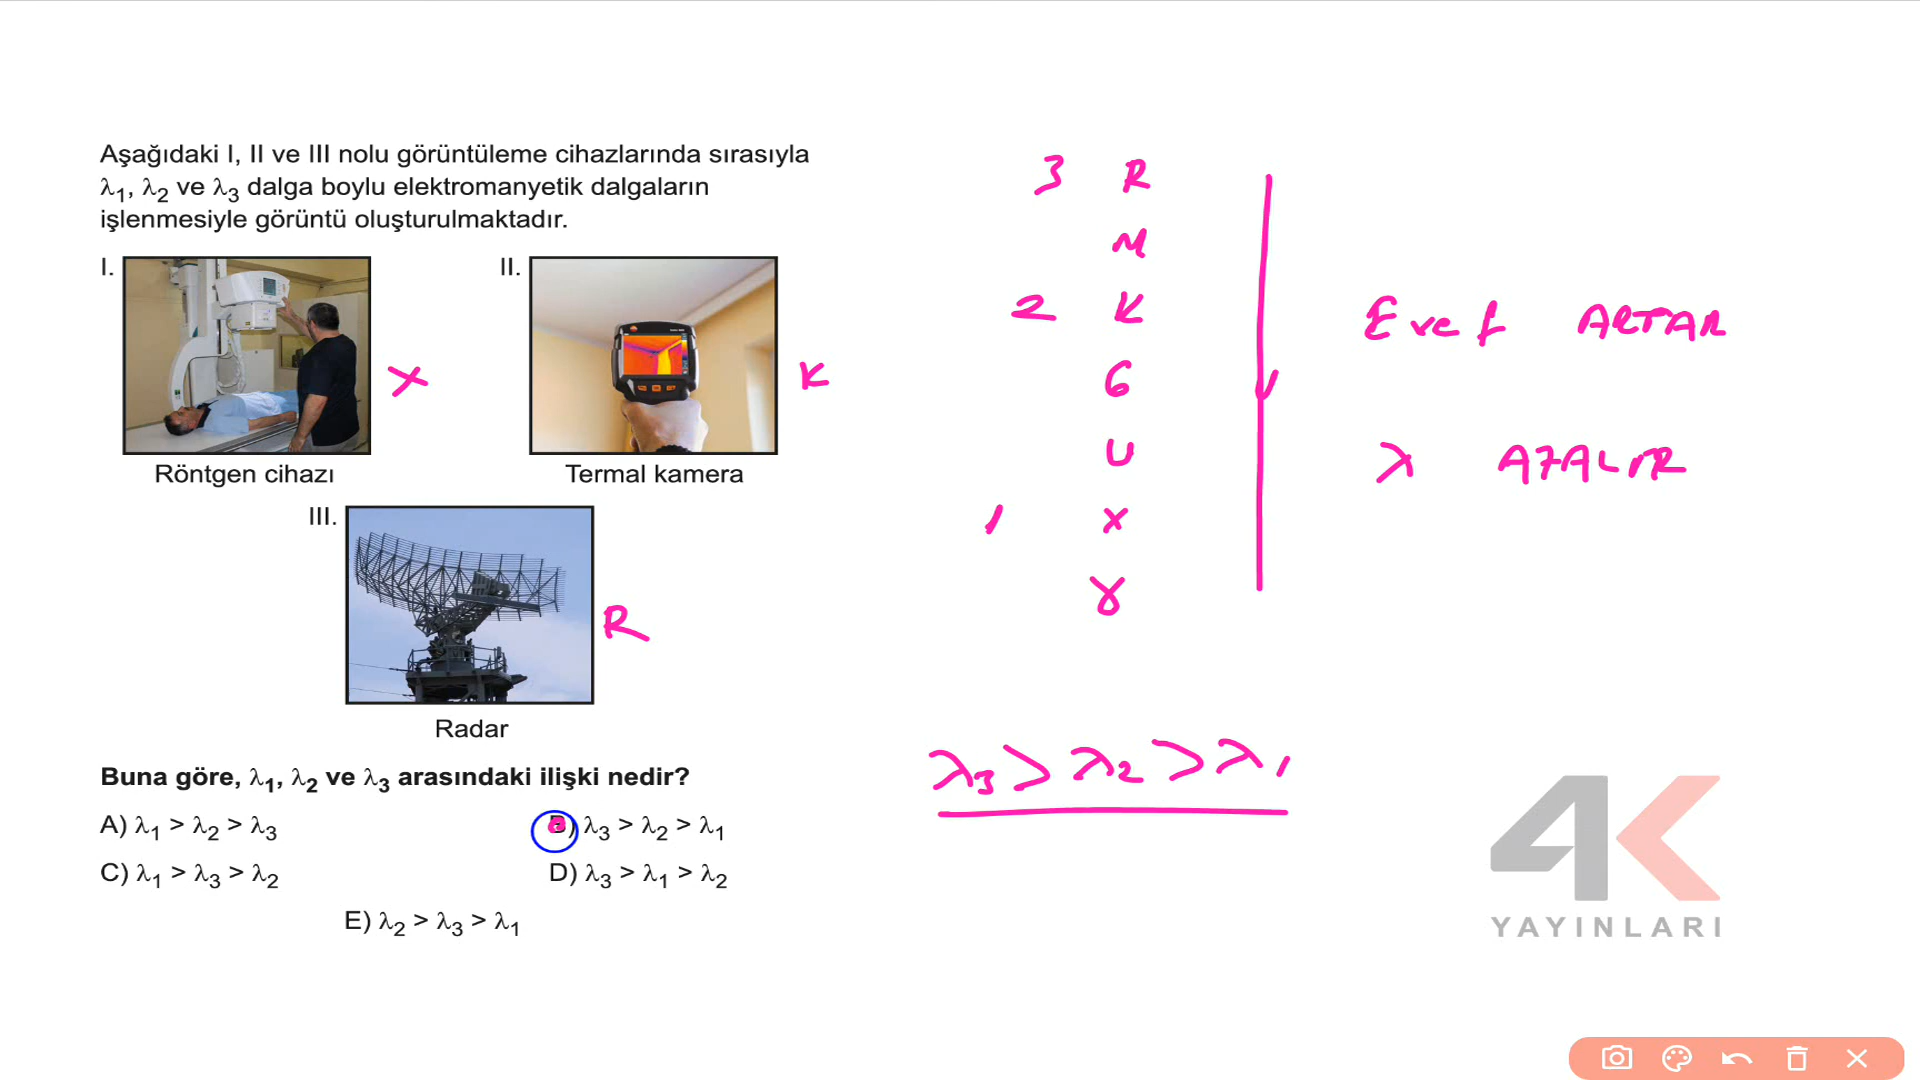 Aşağıdaki I, II ve III nolu görüntüleme cihazlarında sırasıyla
λ1, λ2 ve λ3 dalga boylu elektromanyetik dalgaların
işlenmesiyle görüntü oluşturulmaktadır.
I.
II.
X
K
Röntgen cihazı
Termal kamera
III.
R
Radar
Buna göre, λ1, λ2 ve λ3 arasındaki ilişki nedir?
A) λ1 > λ2 > λ3
B) λ3 > λ2 > λ1
C) λ1 > λ3 > λ2
D) λ3 > λ1 > λ2
E) λ2 > λ3 > λ1
3 R
M
2 K
G
U
1 X
γ
E ve f ARTAR
λ AZALIR
λ3 > λ2 > λ1
4K
YAYINLARI